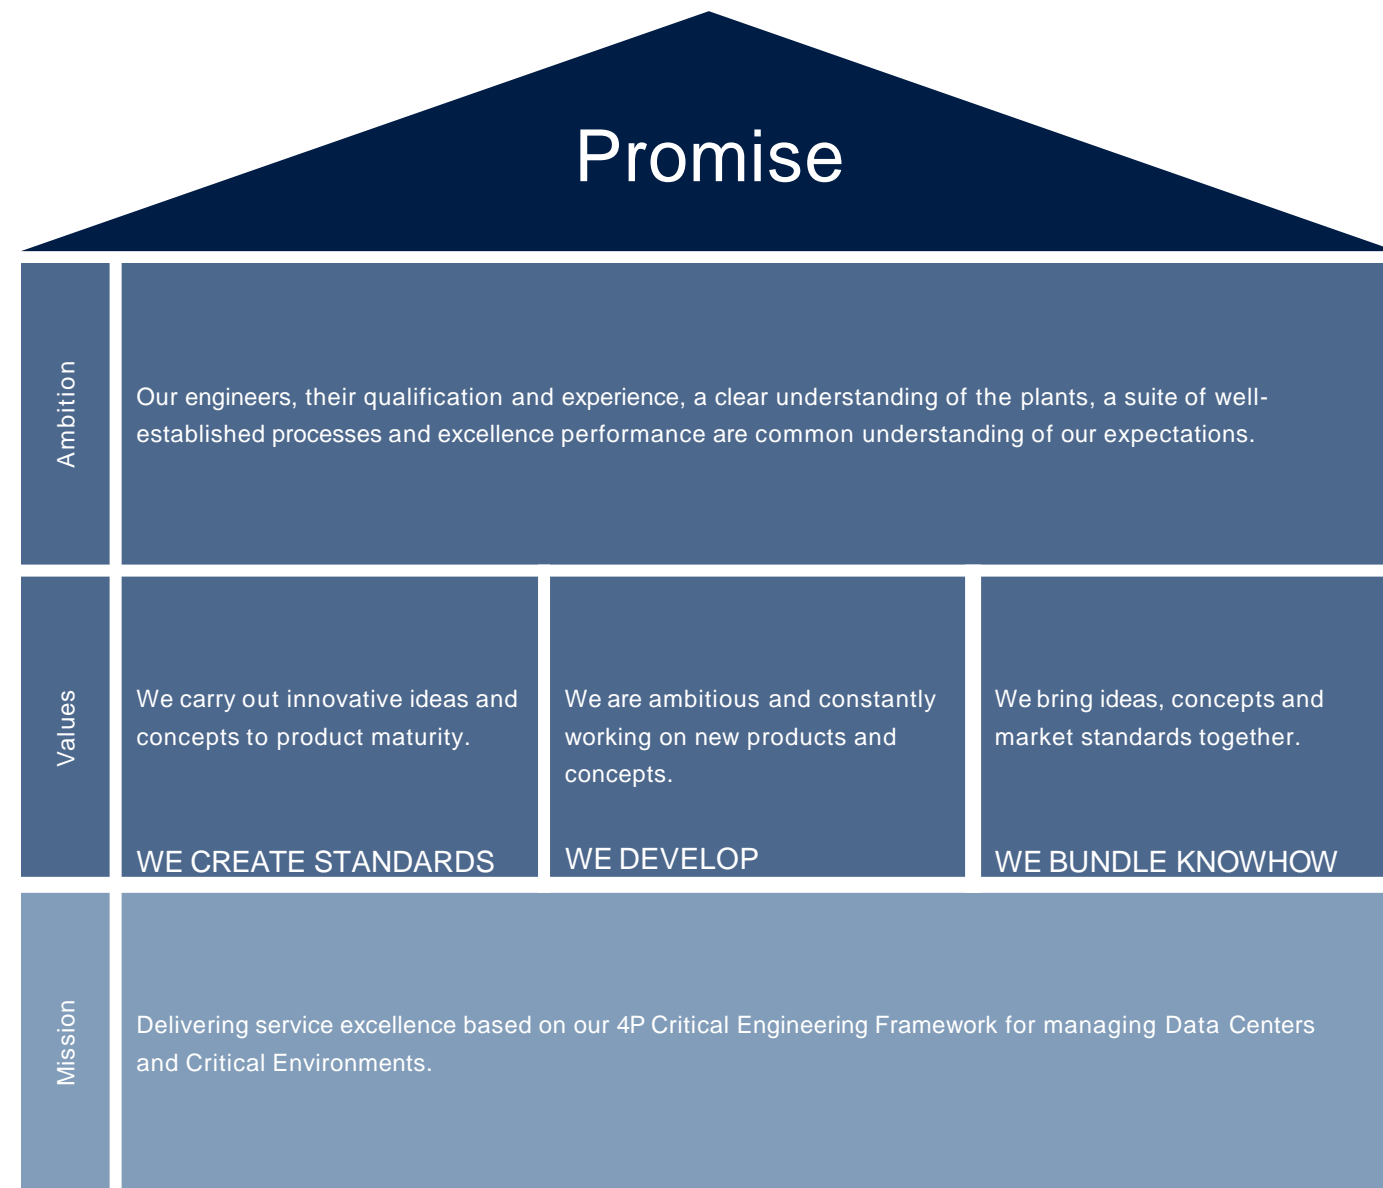 Promise
Ambition
Our engineers, their qualification and experience, a clear understanding of the plants, a suite of well-
established processes and excellence performance are common understanding of our expectations.
Values
We carry out innovative ideas and
concepts to product maturity.
WE CREATE STANDARDS
We are ambitious and constantly
working on new products and
concepts.
WE DEVELOP
We bring ideas, concepts and
market standards together.
WE BUNDLE KNOWHOW
Mission
Delivering service excellence based on our 4P Critical Engineering Framework for managing Data Centers
and Critical Environments.